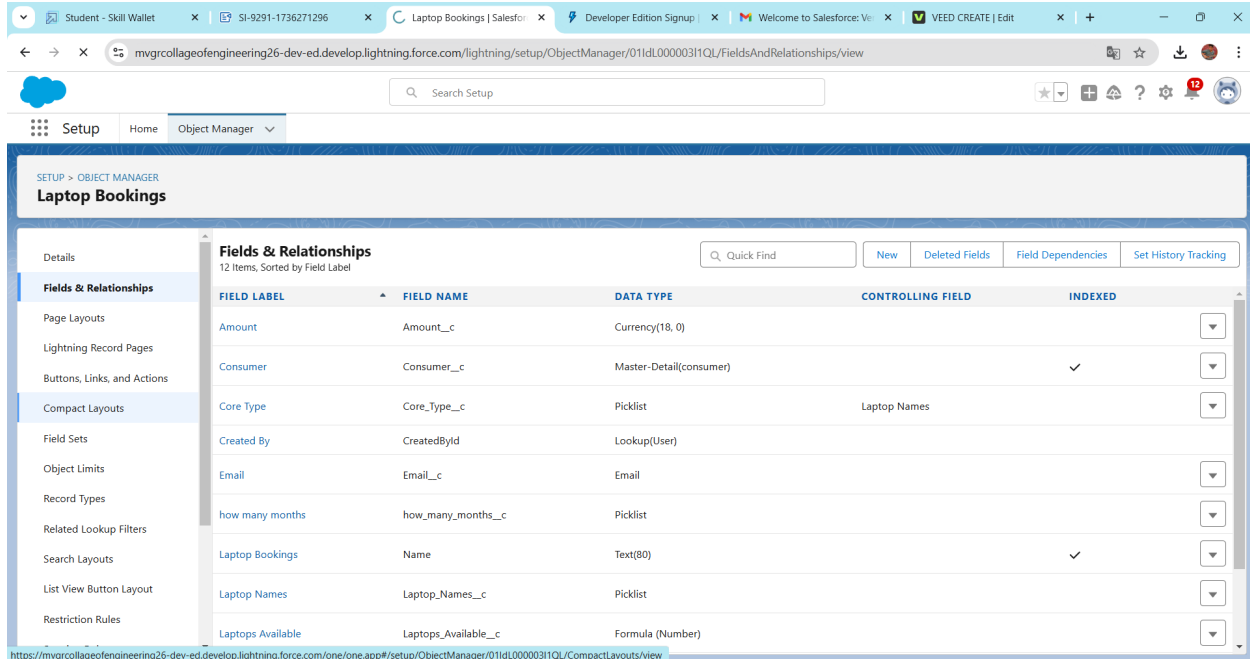 Student - Skill Wallet
SI-9291-1736271296
Laptop Bookings | Salesfor
Developer Edition Signup |
Welcome to Salesforce: Ve
VEED CREATE | Edit
mvgrcollageofengineering26-dev-ed.develop.lightning.force.com/lightning/setup/ObjectManager/01IdL000003I1QL/FieldsAndRelationships/view
Search Setup
12
Setup Home Object Manager
SETUP > OBJECT MANAGER
Laptop Bookings
Details
Fields & Relationships
Page Layouts
Lightning Record Pages
Buttons, Links, and Actions
Compact Layouts
Field Sets
Object Limits
Record Types
Related Lookup Filters
Search Layouts
List View Button Layout
Restriction Rules
Fields & Relationships
12 Items, Sorted by Field Label
Quick Find
New Deleted Fields Field Dependencies Set History Tracking
FIELD LABEL FIELD NAME DATA TYPE CONTROLLING FIELD INDEXED
Amount Amount__c Currency(18, 0)
Consumer Consumer__c Master-Detail(consumer)
Core Type Core_Type__c Picklist Laptop Names
Created By CreatedById Lookup(User)
Email Email__c Email
how many months how_many_months__c Picklist
Laptop Bookings Name Text(80)
Laptop Names Laptop_Names__c Picklist
Laptops Available Laptops_Available__c Formula (Number)
https://mvgrcollageofengineering26-dev-ed.develop.lightning.force.com/one/one.app#/setup/ObjectManager/01IdL000003I1QL/CompactLayouts/view